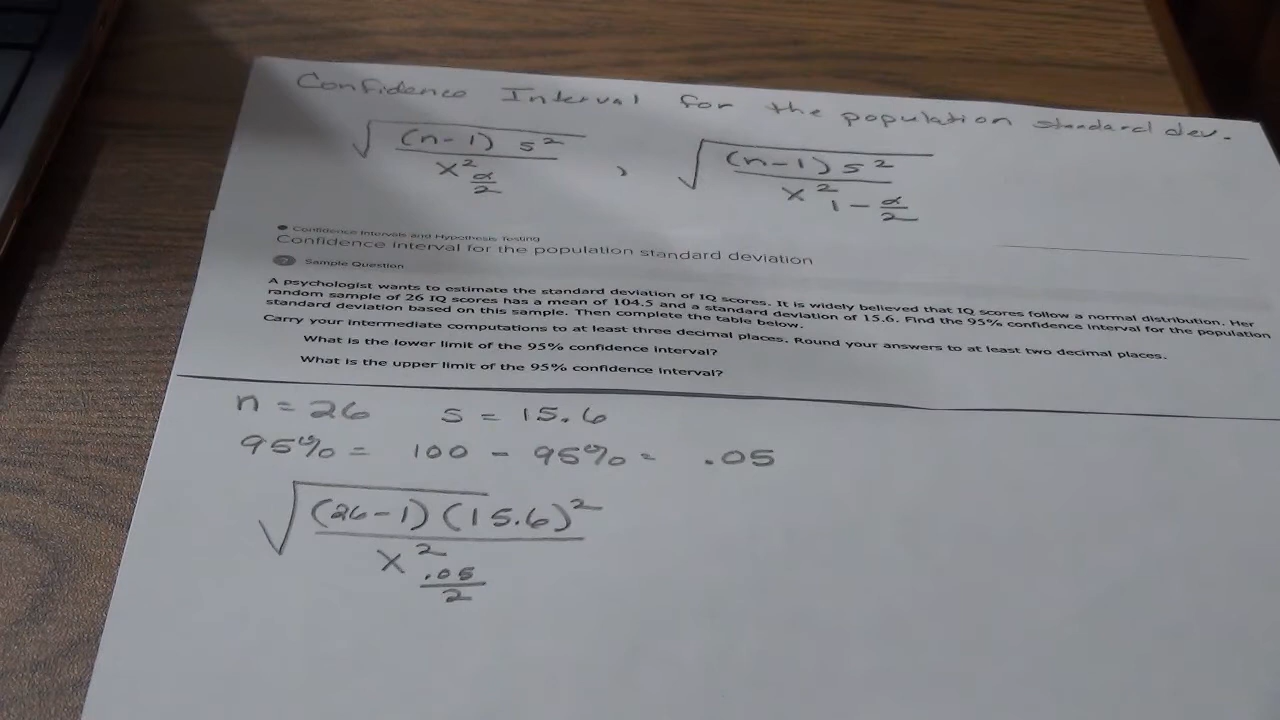 Confidence Interval for the population standard dev.
√((n-1) s² / X² α/2) , √((n-1) s² / X² 1 - α/2)
Confidence Intervals and Hypothesis Testing
Confidence interval for the population standard deviation
2 Sample Question
A psychologist wants to estimate the standard deviation of IQ scores. It is widely believed that IQ scores follow a normal distribution. Her
random sample of 26 IQ scores has a mean of 104.5 and a standard deviation of 15.6. Find the 95% confidence interval for the population
standard deviation based on this sample. Then complete the table below.
Carry your intermediate computations to at least three decimal places. Round your answers to at least two decimal places.
What is the lower limit of the 95% confidence interval?
What is the upper limit of the 95% confidence interval?
n = 26 s = 15.6
95% = 100 - 95% = .05
√((26-1) (15.6)² / X² .05/2)